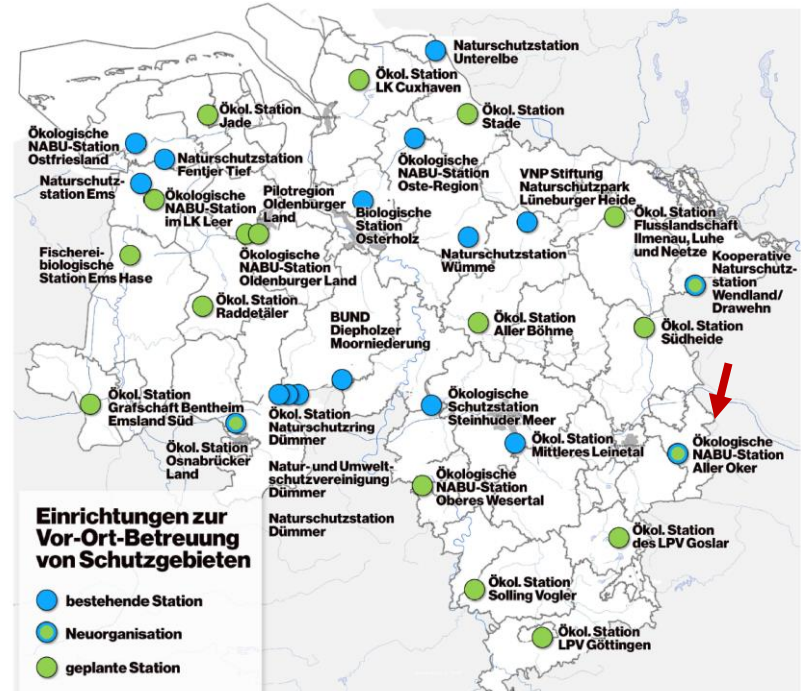 Naturschutzstation
Unterelbe
Ökol. Station
LK Cuxhaven
Ökol. Station
Jade
Ökol. Station
Stade
Ökologische
NABU-Station
Ostfriesland
Naturschutzstation
Fentjer Tief
Ökologische
NABU-Station
Oste-Region
Naturschutz-
station Ems
Ökologische
NABU-Station
im LK Leer
Pilotregion
Oldenburger
Land
Biologische
Station
Osterholz
VNP Stiftung
Naturschutzpark
Lüneburger Heide
Ökol. Station
Flusslandschaft
Ilmenau, Luhe
und Neetze
Fischerei-
biologische
Station Ems Hase
Ökologische
NABU-Station
Oldenburger Land
Naturschutzstation
Wümme
Kooperative
Naturschutz-
station
Wendland/
Drawehn
Ökol. Station
Raddetäler
BUND
Diepholzer
Moorniederung
Ökol. Station
Aller Böhme
Ökol. Station
Südheide
Ökol. Station
Grafschaft Bentheim
Emsland Süd
Ökol. Station
Osnabrücker
Land
Ökol. Station
Naturschutzring
Dümmer
Natur- und Umwelt-
schutzvereinigung
Dümmer
Naturschutzstation
Dümmer
Ökologische
Schutzstation
Steinhuder Meer
Ökol. Station
Mittleres Leinetal
Ökologische
NABU-Station
Aller Oker
Ökologische
NABU-Station
Oberes Wesertal
Ökol. Station
des LPV Goslar
Ökol. Station
Solling Vogler
Ökol. Station
LPV Göttingen
Einrichtungen zur
Vor-Ort-Betreuung
von Schutzgebieten
bestehende Station
Neuorganisation
geplante Station